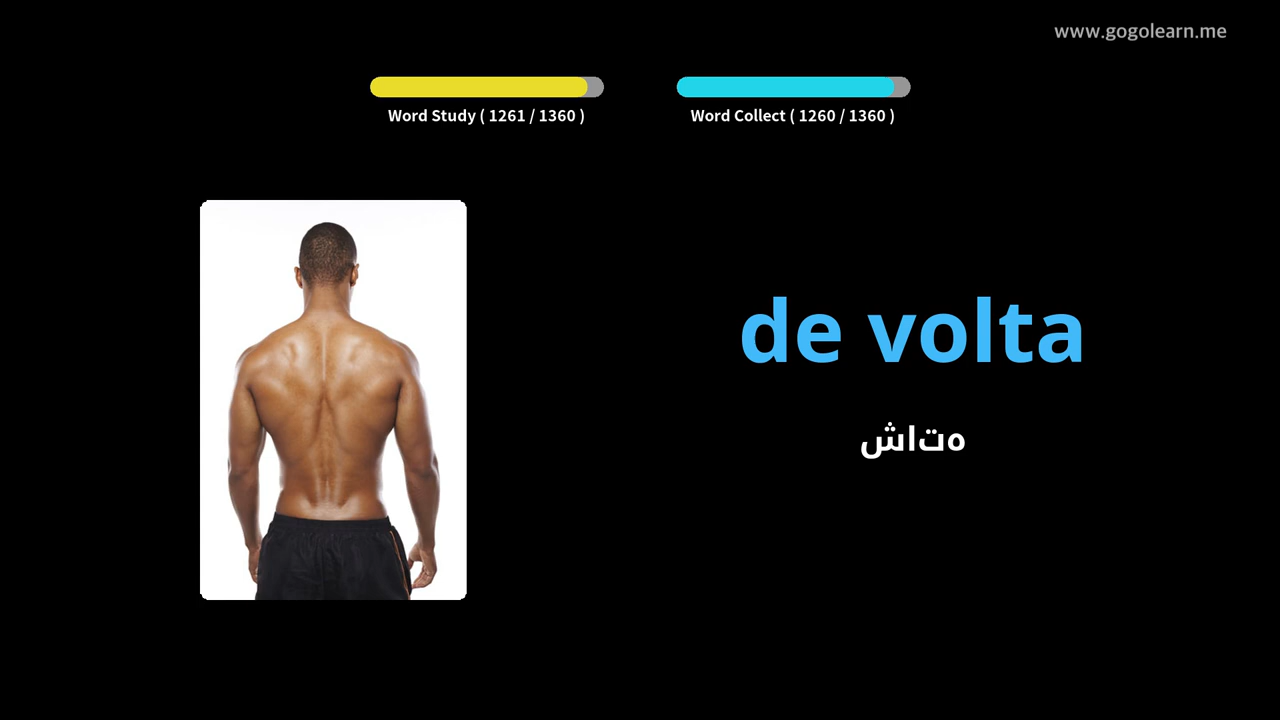 www.gogolearn.me
Word Study ( 1261 / 1360 )
Word Collect ( 1260 / 1360 )
de volta
ەتاش